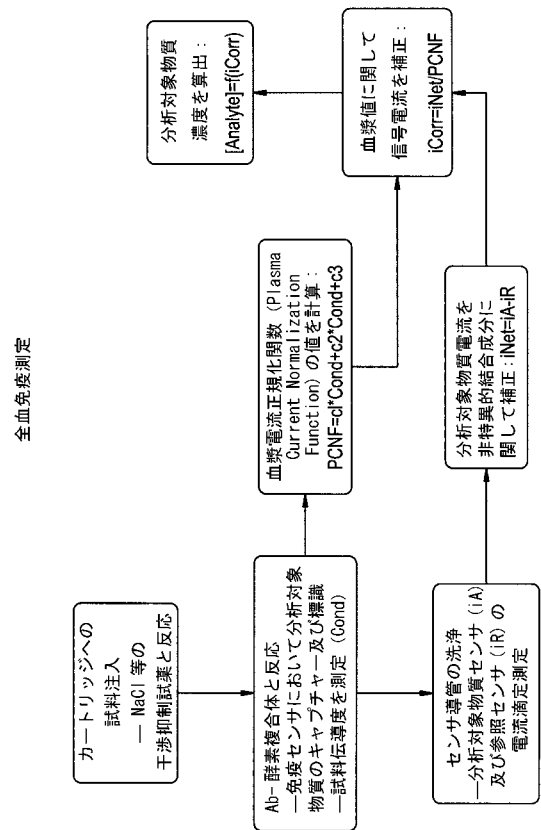 全血免疫測定
カートリッジへの
試料注入
— NaCl 等の
干渉抑制試薬と反応
Ab-酵素複合体と反応
—免疫センサにおいて分析対象
物質のキャプチャー及び標識
—試料伝導度を測定 (Cond)
センサ導管の洗浄
—分析対象物質センサ (iA)
及び参照センサ (iR) の
電流滴定測定
血漿電流正規化関数 (Plasma
Current Normalization
Function) の値を計算:
PCNF=cl*Cond+c2*Cond+c3
分析対象物質電流を
非特異的結合成分に
関して補正:iNet=iA-iR
血漿値に関して
信号電流を補正:
iCorr=iNet/PCNF
分析対象物質
濃度を算出:
[Analyte]=f(iCorr)